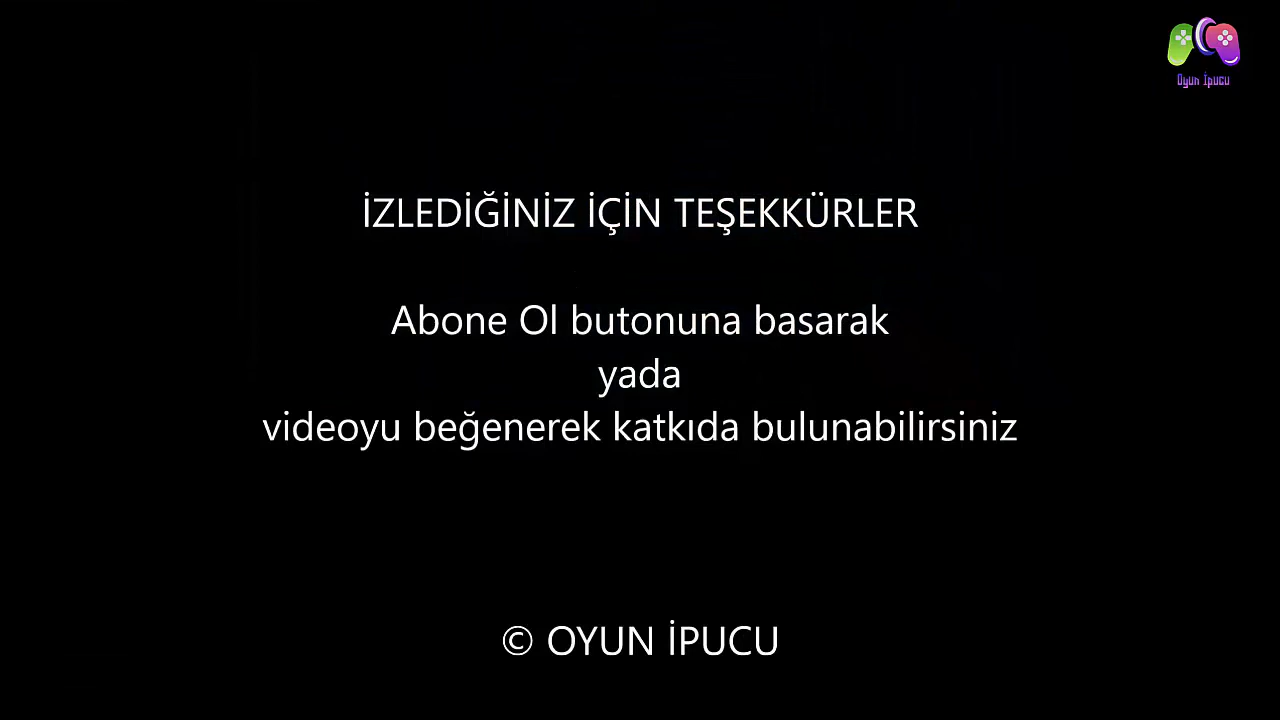 Oyun İpucu
İZLEDİĞİNİZ İÇİN TEŞEKKÜRLER
Abone Ol butonuna basarak
yada
videoyu beğenerek katkıda bulunabilirsiniz
© OYUN İPUCU